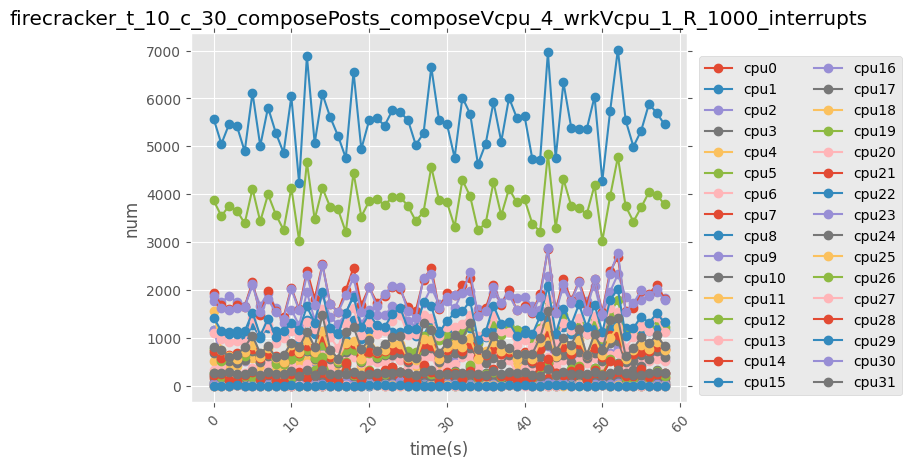 firecracker_t_10_c_30_composePosts_composeVcpu_4_wrkVcpu_1_R_1000_interrupts
7000
6000
5000
4000
3000
2000
1000
0
num
0
10
20
30
40
50
60
time(s)
cpu0
cpu1
cpu2
cpu3
cpu4
cpu5
cpu6
cpu7
cpu8
cpu9
cpu10
cpu11
cpu12
cpu13
cpu14
cpu15
cpu16
cpu17
cpu18
cpu19
cpu20
cpu21
cpu22
cpu23
cpu24
cpu25
cpu26
cpu27
cpu28
cpu29
cpu30
cpu31